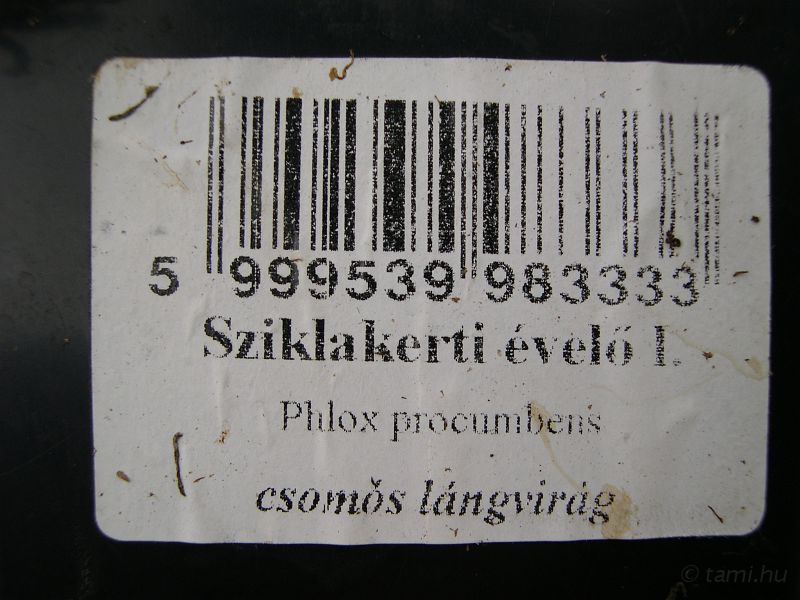 5 999539 983333
Sziklakerti évelő I.
Phlox procumbens
csomós lángvirág
© tami.hu